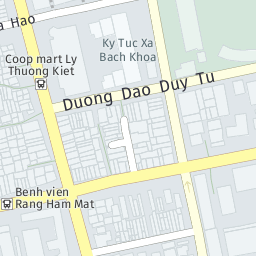 a Hao
Ky Tuc Xa
Bach Khoa
Coop mart Ly
Thuong Kiet
Duong Dao Duy Tu
Benh vien
Rang Ham Mat